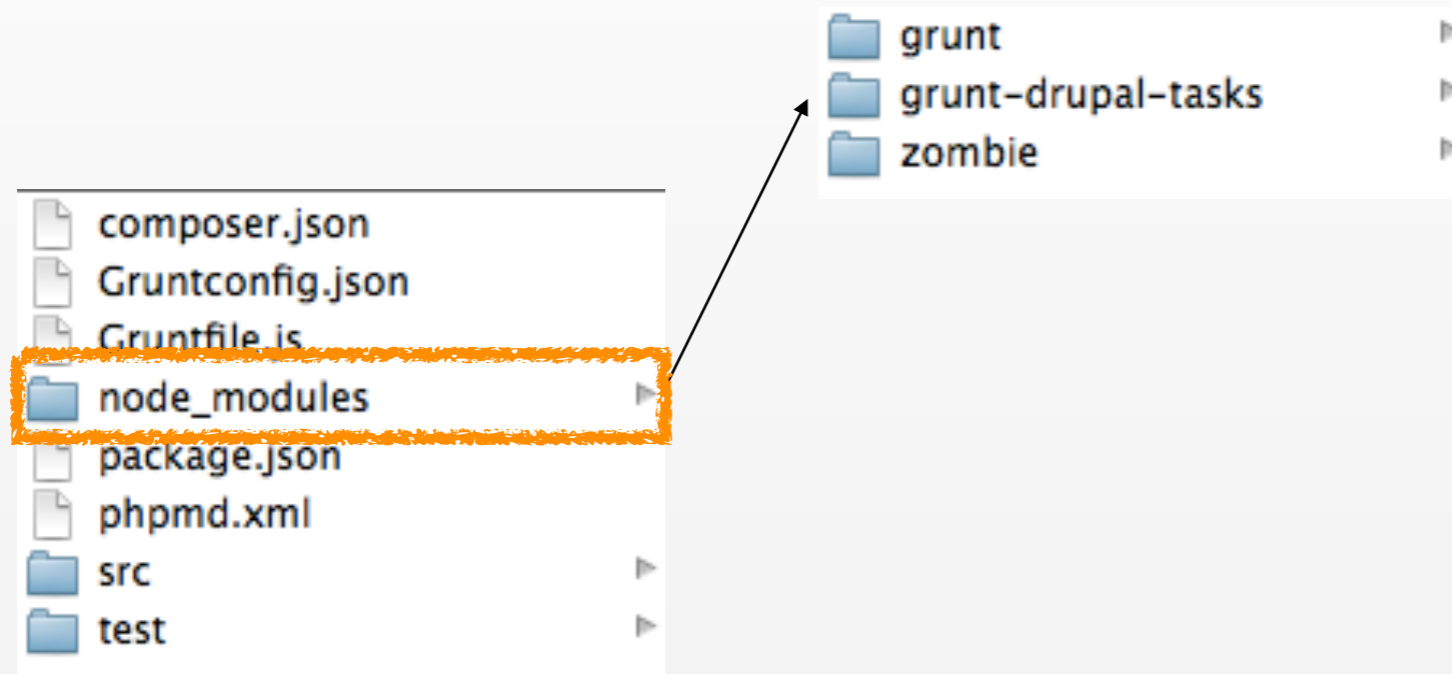 grunt
grunt-drupal-tasks
zombie
composer.json
Gruntconfig.json
Gruntfile.js
node_modules
package.json
phpmd.xml
src
test